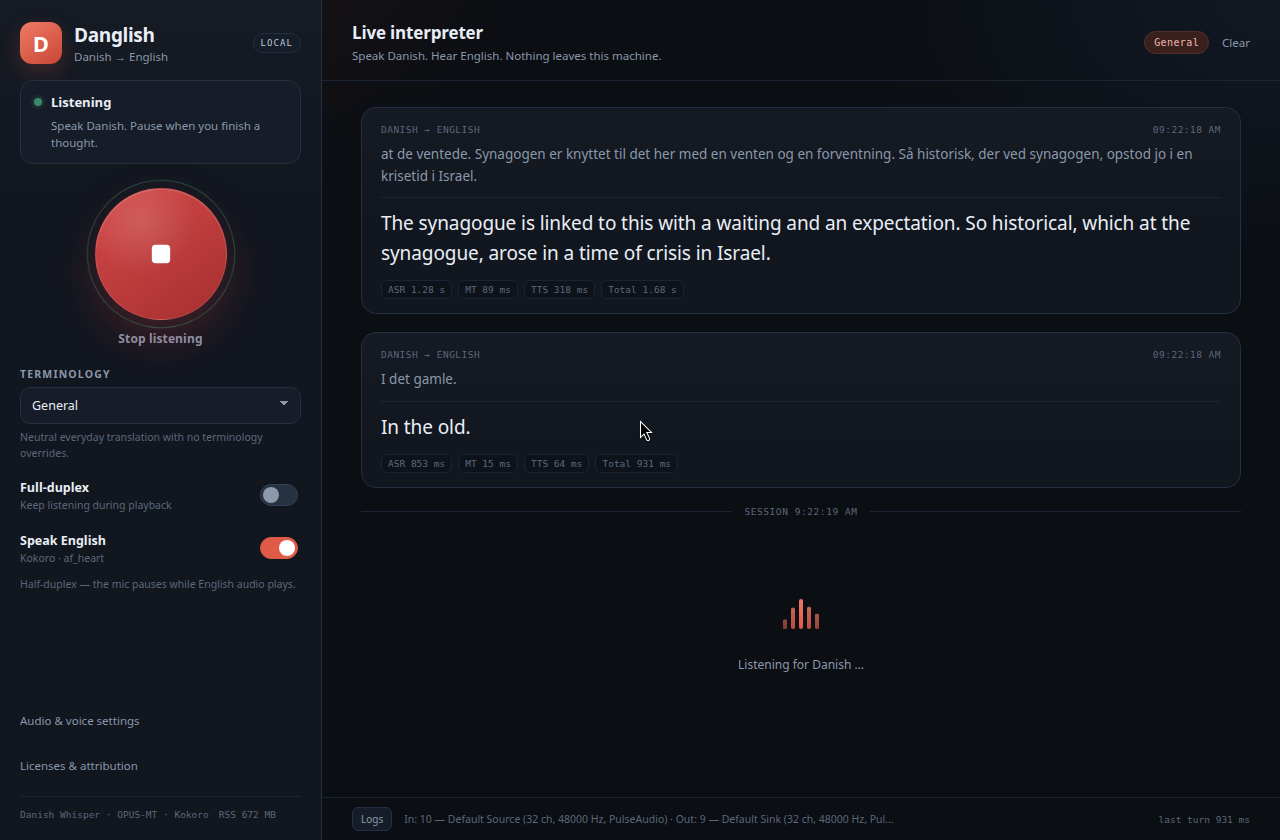 D
Danglish
Danish → English
LOCAL
Listening
Speak Danish. Pause when you finish a
thought.
Stop listening
TERMINOLOGY
General
Neutral everyday translation with no terminology
overrides.
Full-duplex
Keep listening during playback
Speak English
Kokoro · af_heart
Half-duplex — the mic pauses while English audio plays.
Audio & voice settings
Licenses & attribution
Danish Whisper · OPUS-MT · Kokoro RSS 672 MB
Live interpreter
Speak Danish. Hear English. Nothing leaves this machine.
General
Clear
DANISH → ENGLISH 09:22:18 AM
at de ventede. Synagogen er knyttet til det her med en venten og en forventning. Så historisk, der ved synagogen, opstod jo i en
krisetid i Israel.
The synagogue is linked to this with a waiting and an expectation. So historical, which at the
synagogue, arose in a time of crisis in Israel.
ASR 1.28 s MT 89 ms TTS 318 ms Total 1.68 s
DANISH → ENGLISH 09:22:18 AM
I det gamle.
In the old.
ASR 853 ms MT 15 ms TTS 64 ms Total 931 ms
SESSION 9:22:19 AM
Listening for Danish ...
Logs In: 10 — Default Source (32 ch, 48000 Hz, PulseAudio) · Out: 9 — Default Sink (32 ch, 48000 Hz, Pul... last turn 931 ms